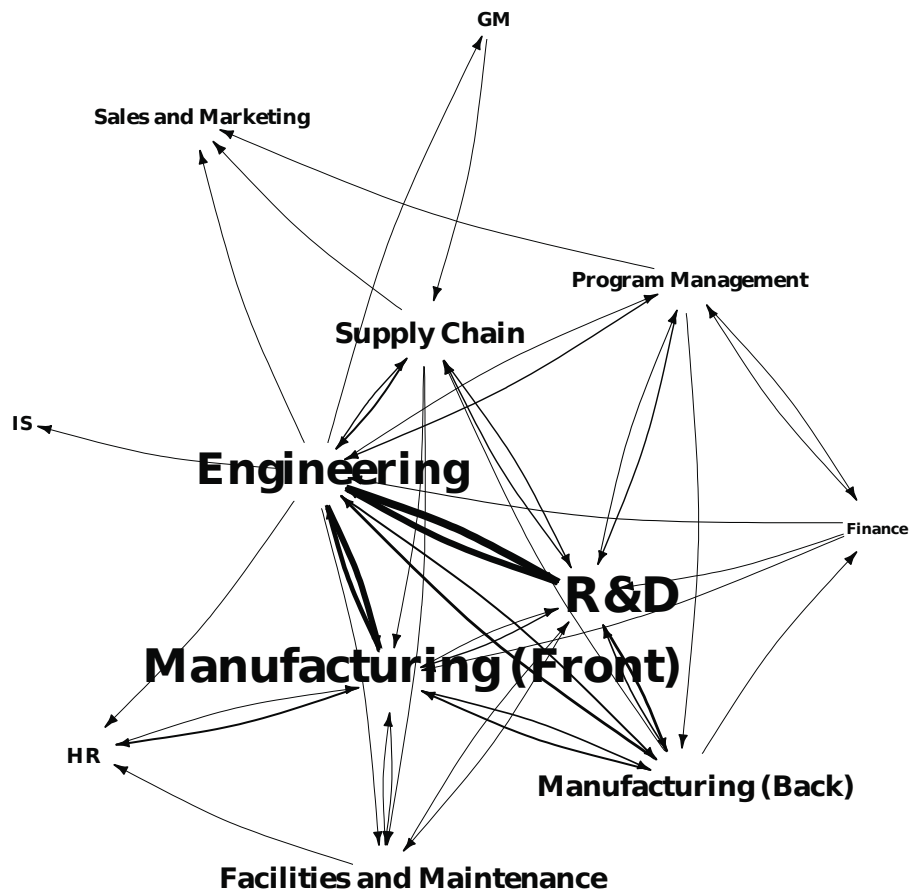 GM
Sales and Marketing
Program Management
Supply Chain
IS
Engineering
Finance
R&D
Manufacturing (Front)
HR
Manufacturing (Back)
Facilities and Maintenance